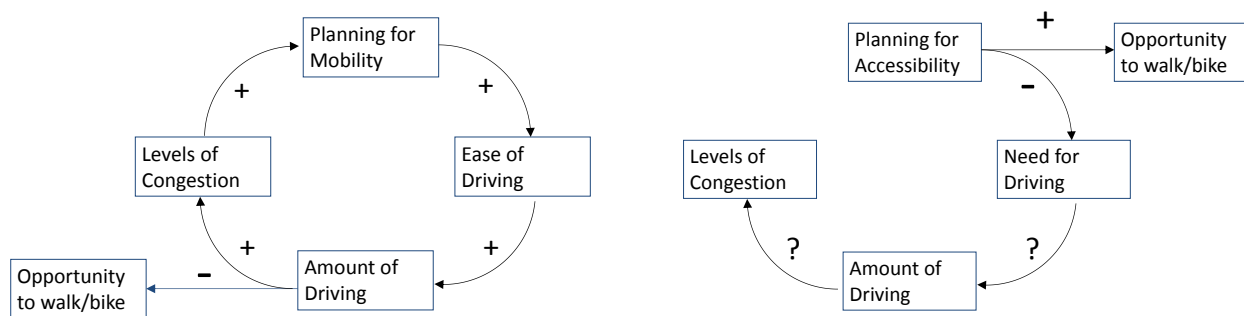 Planning for
Mobility
+
+
Levels of
Congestion
Ease of
Driving
+
+
Amount of
Driving
−
Opportunity
to walk/bike
Planning for
Accessibility
+
Opportunity
to walk/bike
−
Levels of
Congestion
Need for
Driving
?
?
Amount of
Driving